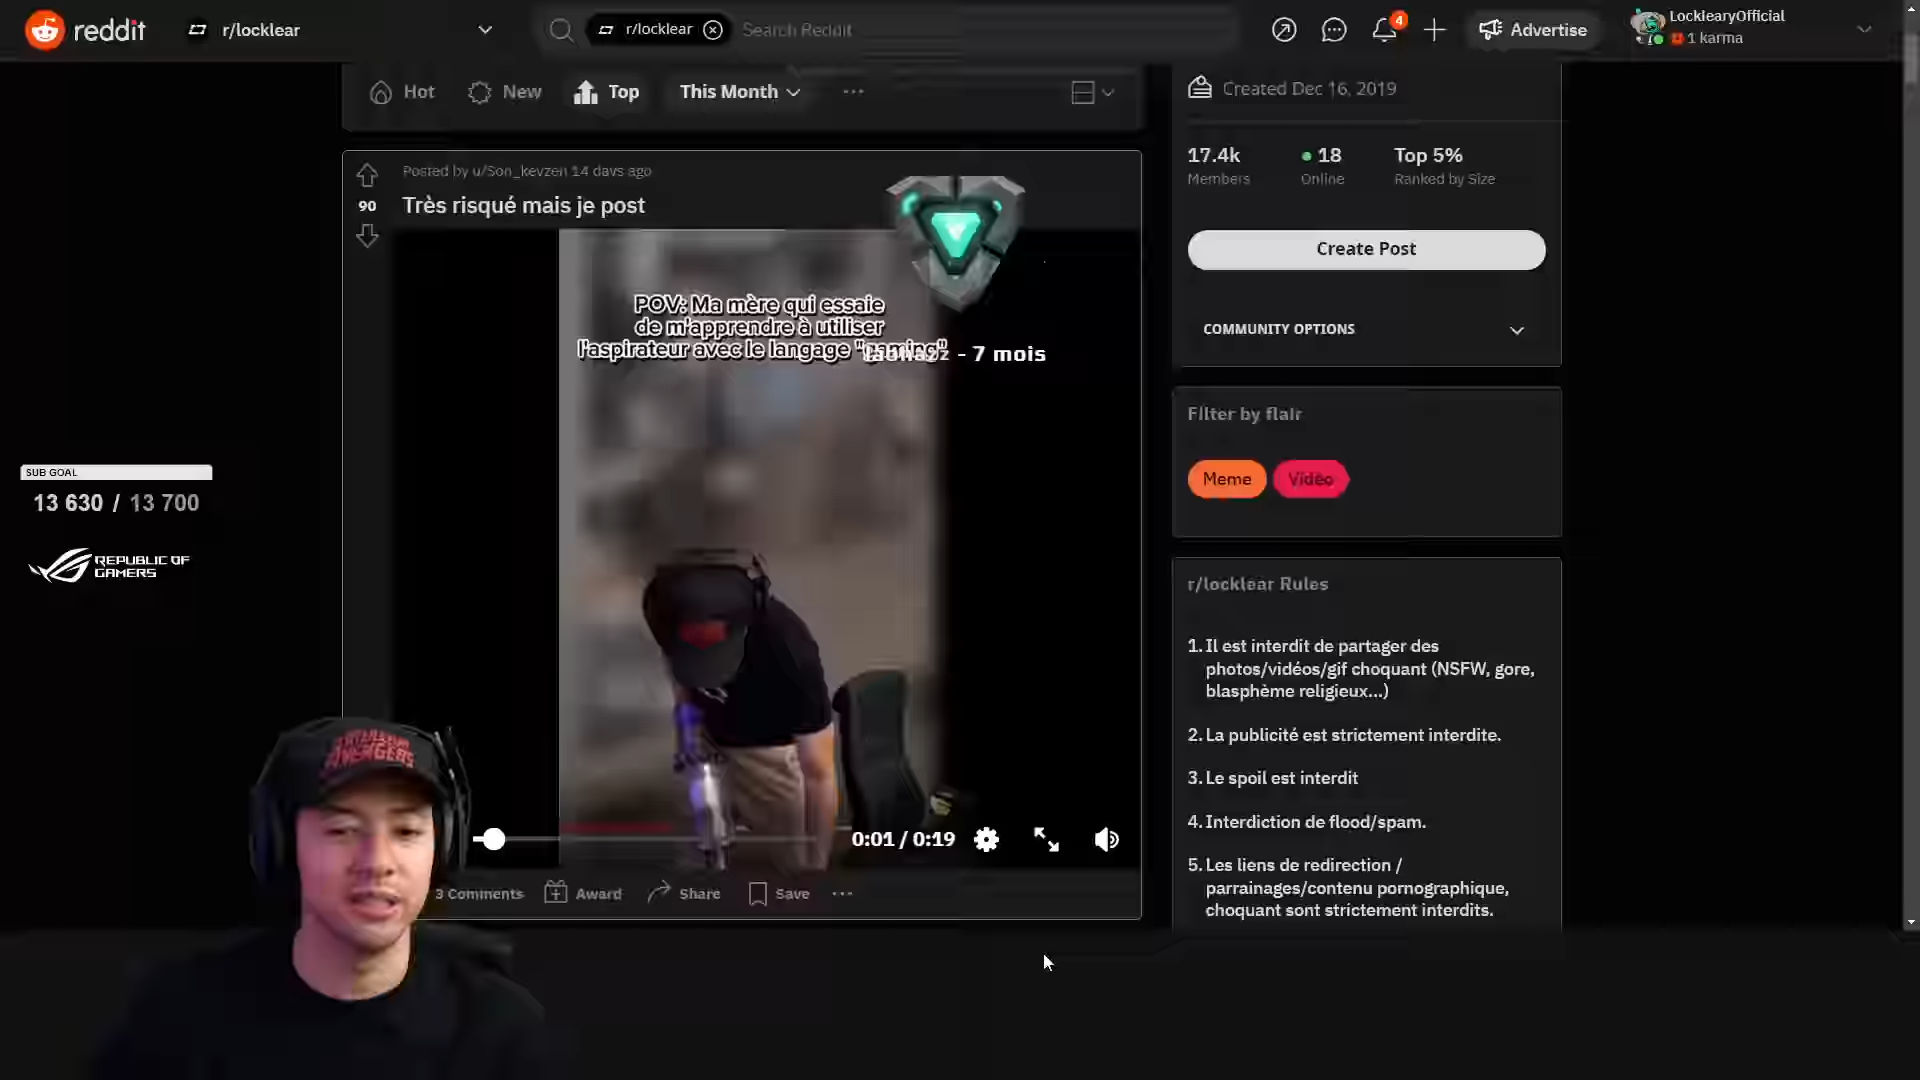 reddit
r/locklear
r/locklear
Search Reddit
4
Advertise
LocklearyOfficial
1 karma
Hot
New
Top
This Month
Created Dec 16, 2019
17.4k
Members
18
Online
Top 5%
Ranked by Size
Create Post
COMMUNITY OPTIONS
Posted by u/Son_kevzen 14 days ago
90
Très risqué mais je post
POV: Ma mère qui essaie
de m'apprendre à utiliser
l'aspirateur avec le langage "gaming"
- 7 mois
Filter by flair
Meme
Vidéo
SUB GOAL
13 630 / 13 700
REPUBLIC OF
GAMERS
r/locklear Rules
1. Il est interdit de partager des
photos/vidéos/gif choquant (NSFW, gore,
blasphème religieux...)
2. La publicité est strictement interdite.
3. Le spoil est interdit
4. Interdiction de flood/spam.
5. Les liens de redirection /
parrainages/contenu pornographique,
choquant sont strictement interdits.
AVENGERS
0:01 / 0:19
3 Comments
Award
Share
Save